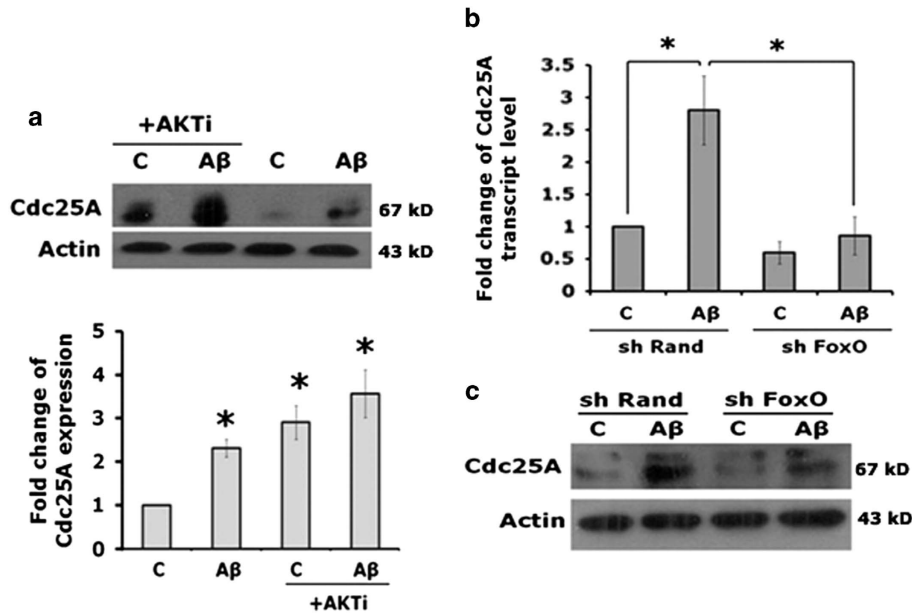 a
+AKTi
C Aβ C Aβ
Cdc25A 67 kD
Actin 43 kD
Fold change of
Cdc25A expression
5
4
3
2
1
0
* * *
C Aβ C Aβ
+AKTi
b
* *
Fold change of Cdc25A
transcript level
3.5
3
2.5
2
1.5
1
0.5
0
C Aβ C Aβ
sh Rand sh FoxO
c
sh Rand sh FoxO
C Aβ C Aβ
Cdc25A 67 kD
Actin 43 kD